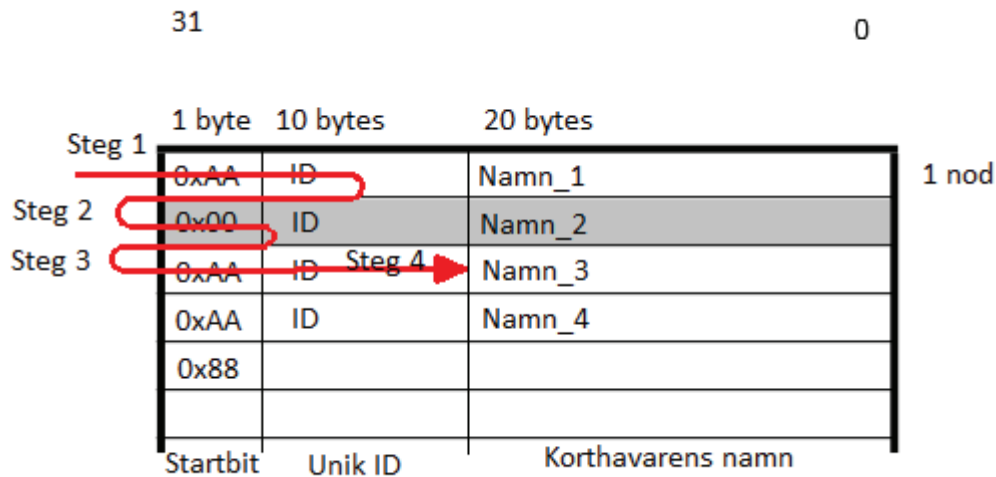 31 0
1 byte 10 bytes 20 bytes
Steg 1
0xAA ID Namn_1 1 nod
Steg 2 0x00 ID Namn_2
Steg 3 0xAA ID Steg 4 Namn_3
0xAA ID Namn_4
0x88
Startbit Unik ID Korthavarens namn